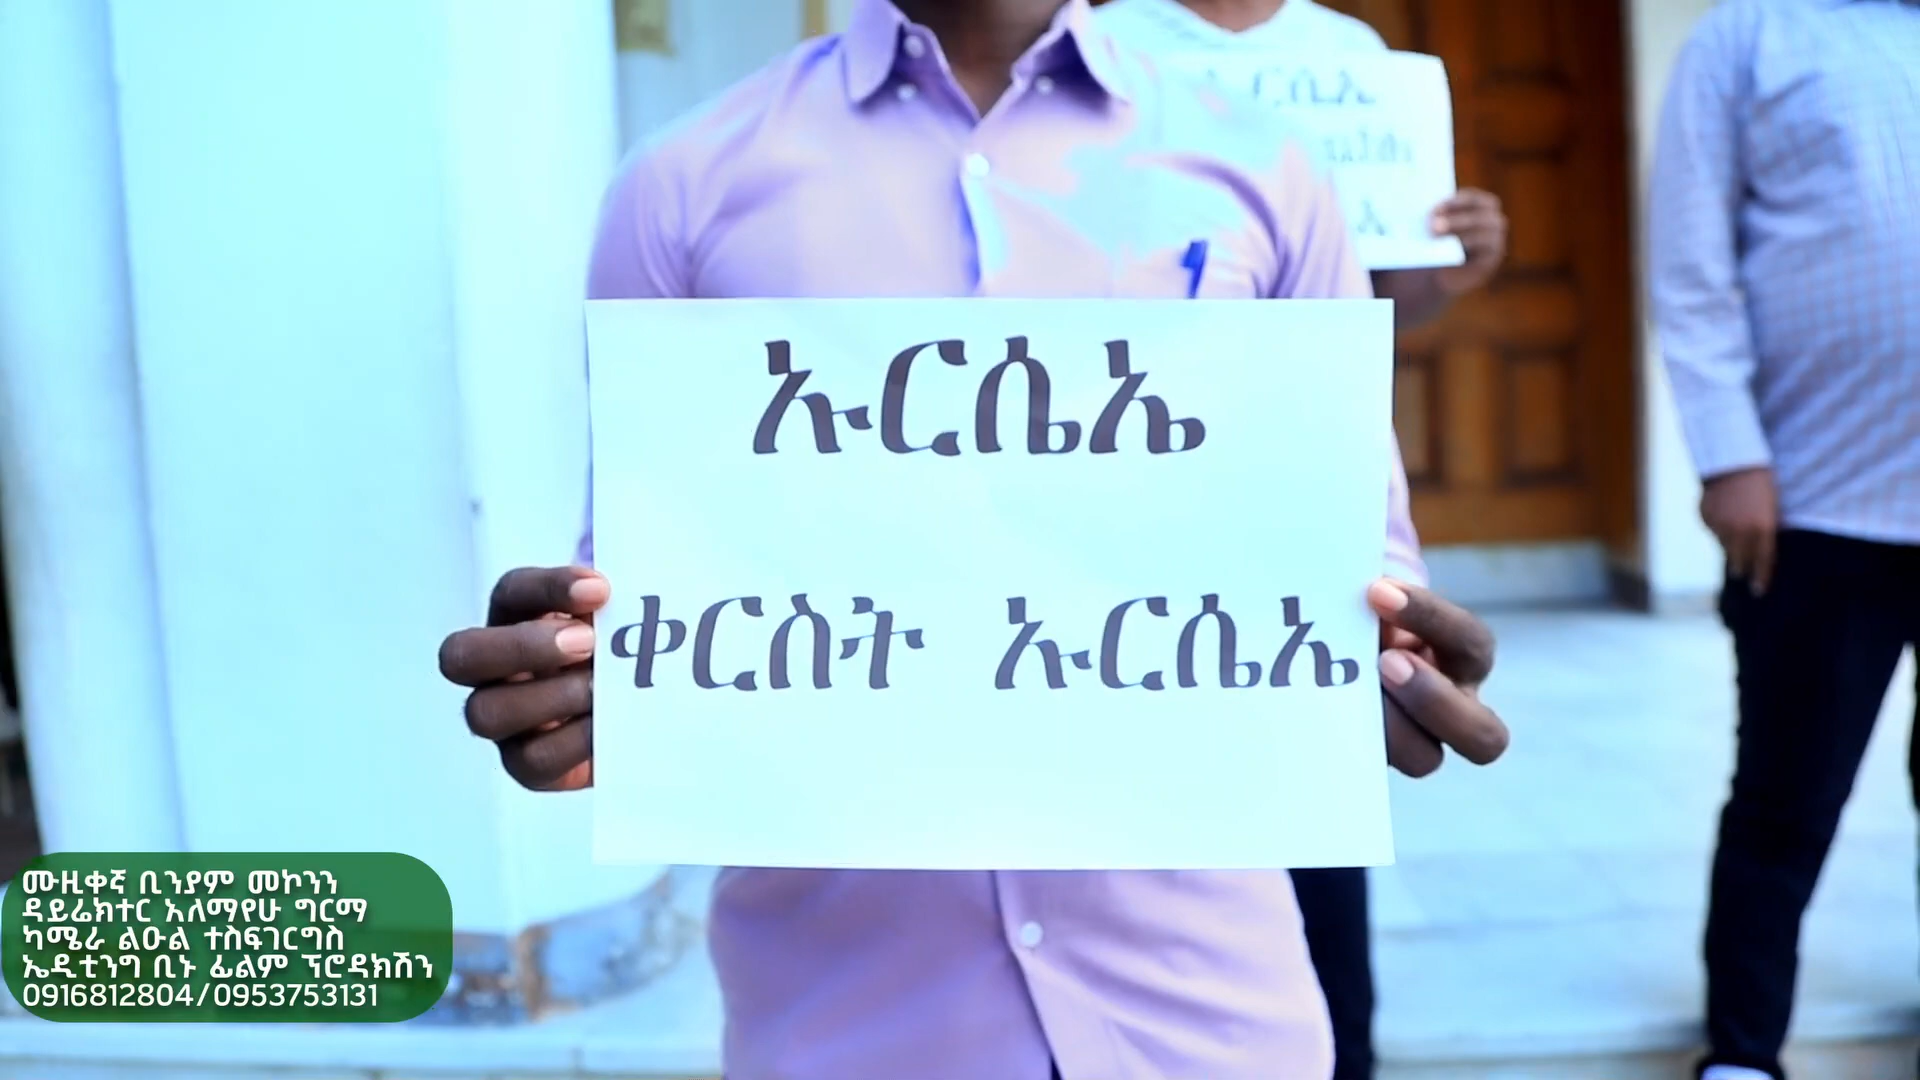 ኡርሴኤ
ቀርስት ኡርሴኤ
ሙዚቀኛ ቢንያም መኮንን
ዳይሬክተር አለማየሁ ግርማ
ካሜራ ልዑል ተስፍገርግስ
ኤዲቲንግ ቢኑ ፊልም ፕሮዳክሽን
0916812804/0953753131